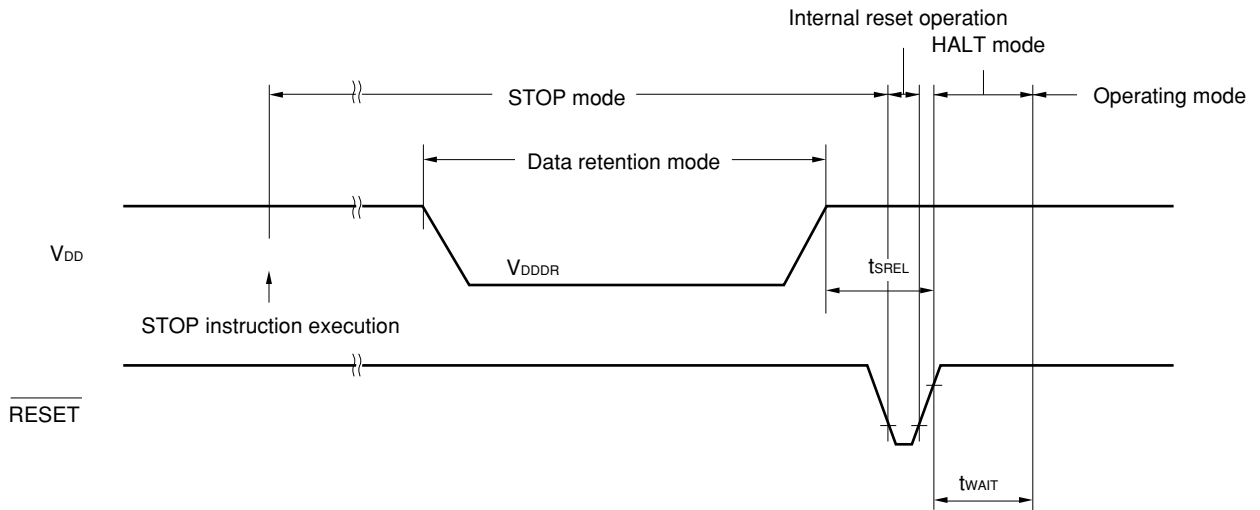 Internal reset operation
HALT mode
STOP mode
Operating mode
Data retention mode
VDD
VDDDR
tSREL
STOP instruction execution
RESET
tWAIT